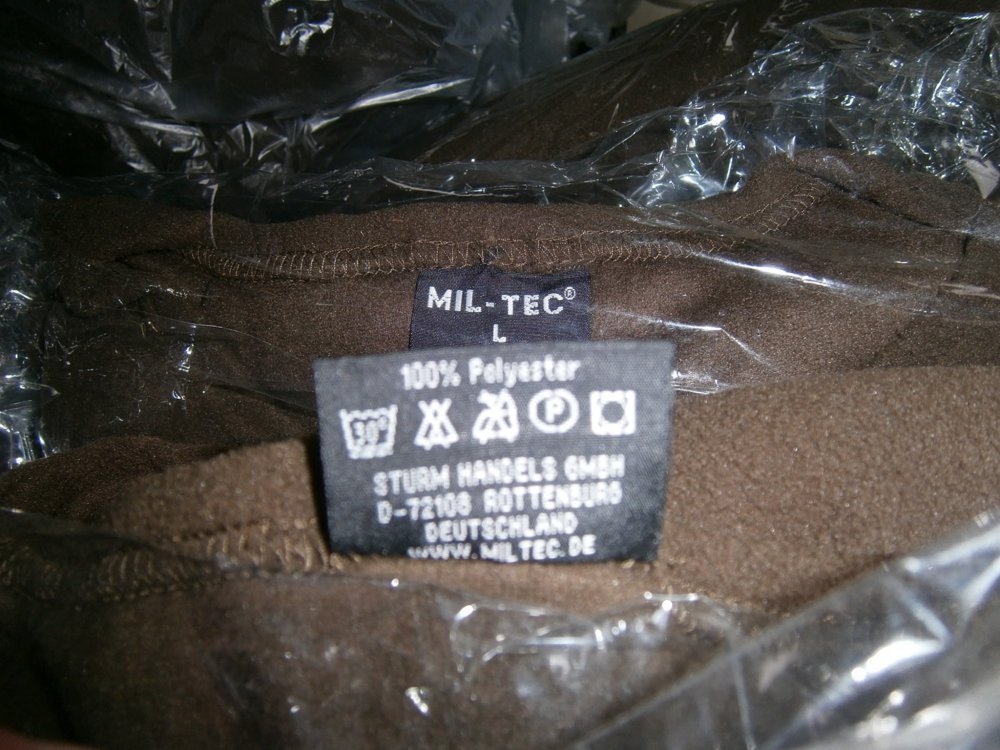 MIL-TEC®
L
100% Polyester
30°
P
STURM HANDELS GMBH
D-72108 ROTTENBURG
DEUTSCHLAND
WWW.MILTEC.DE